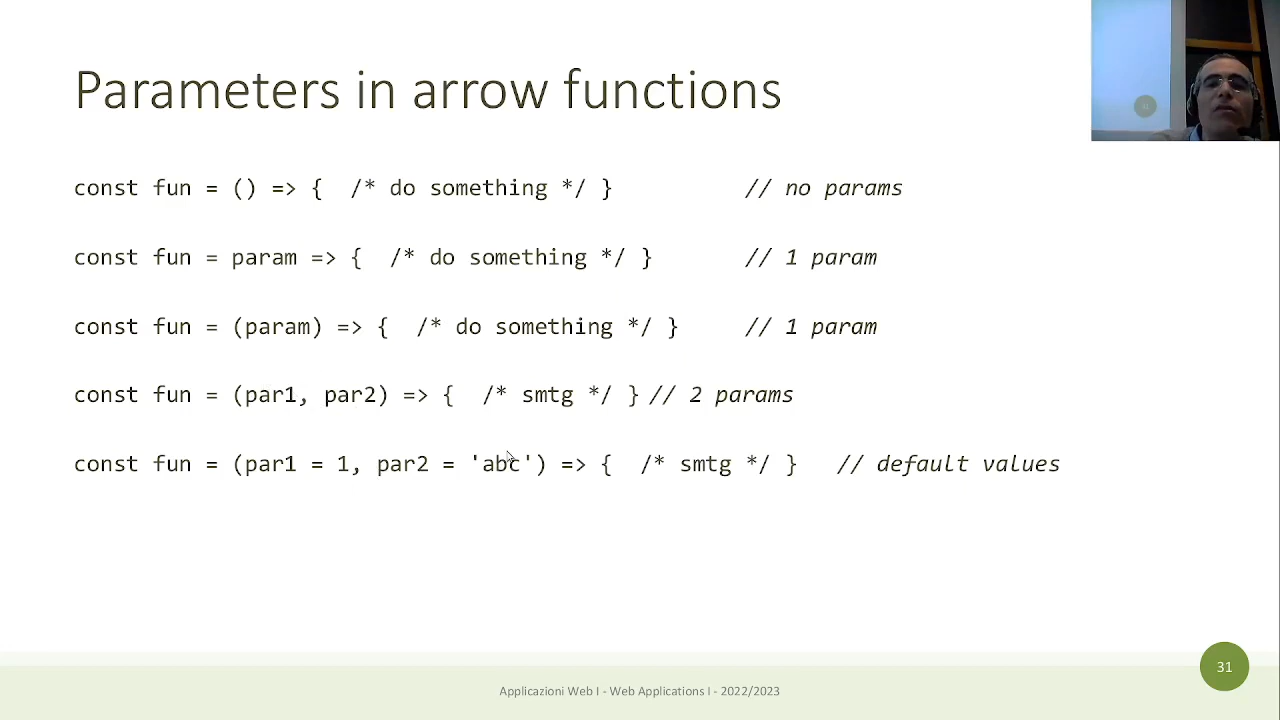 Parameters in arrow functions
const fun = () => { /* do something */ } // no params
const fun = param => { /* do something */ } // 1 param
const fun = (param) => { /* do something */ } // 1 param
const fun = (par1, par2) => { /* smtg */ } // 2 params
const fun = (par1 = 1, par2 = 'abc') => { /* smtg */ } // default values
31
Applicazioni Web I - Web Applications I - 2022/2023